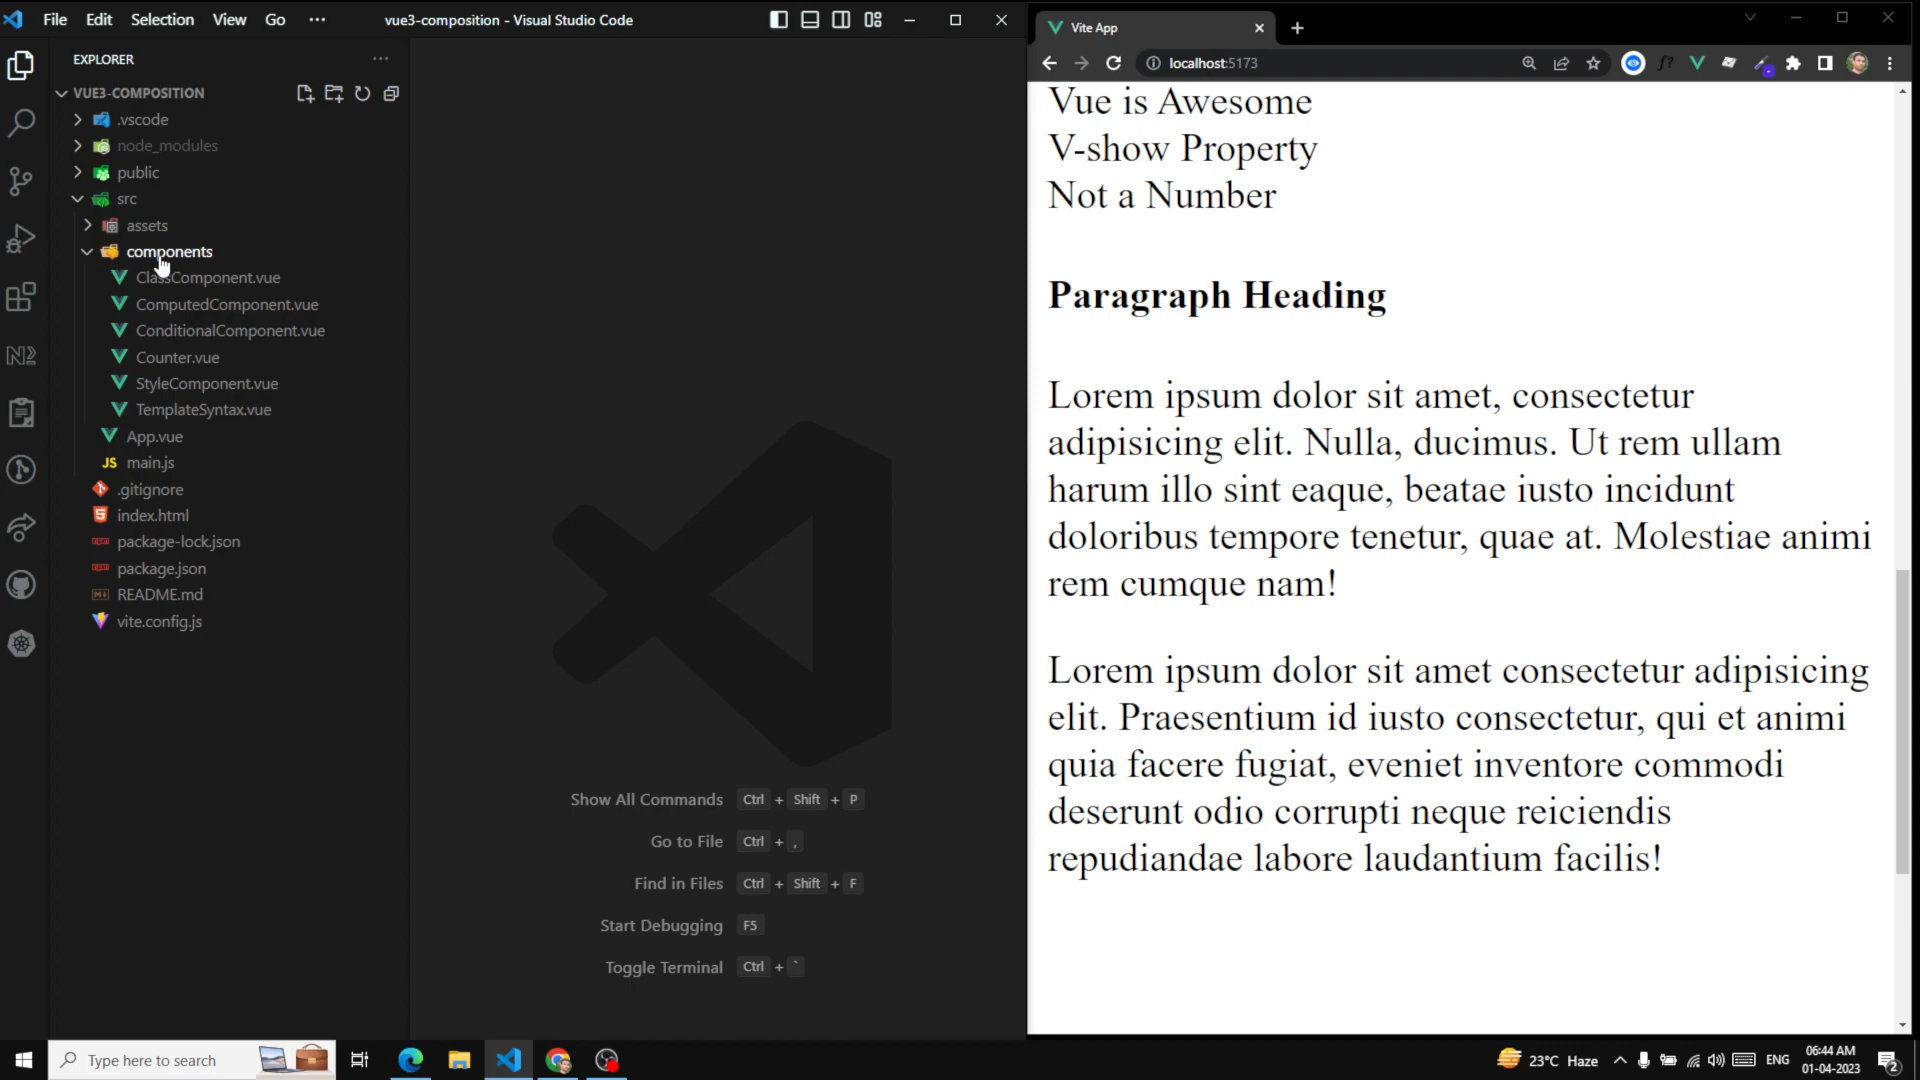 File Edit Selection View Go ··· vue3-composition - Visual Studio Code
EXPLORER ···
VUE3-COMPOSITION
.vscode
node_modules
public
src
assets
components
ClassComponent.vue
ComputedComponent.vue
ConditionalComponent.vue
Counter.vue
StyleComponent.vue
TemplateSyntax.vue
App.vue
JS main.js
.gitignore
index.html
package-lock.json
package.json
README.md
vite.config.js
Show All Commands Ctrl + Shift + P
Go to File Ctrl + ,
Find in Files Ctrl + Shift + F
Start Debugging F5
Toggle Terminal Ctrl + `
Vite App
localhost:5173
Vue is Awesome
V-show Property
Not a Number
Paragraph Heading
Lorem ipsum dolor sit amet, consectetur
adipisicing elit. Nulla, ducimus. Ut rem ullam
harum illo sint eaque, beatae iusto incidunt
doloribus tempore tenetur, quae at. Molestiae animi
rem cumque nam!
Lorem ipsum dolor sit amet consectetur adipisicing
elit. Praesentium id iusto consectetur, qui et animi
quia facere fugiat, eveniet inventore commodi
deserunt odio corrupti neque reiciendis
repudiandae labore laudantium facilis!
Type here to search
23°C Haze
ENG
06:44 AM
01-04-2023
2